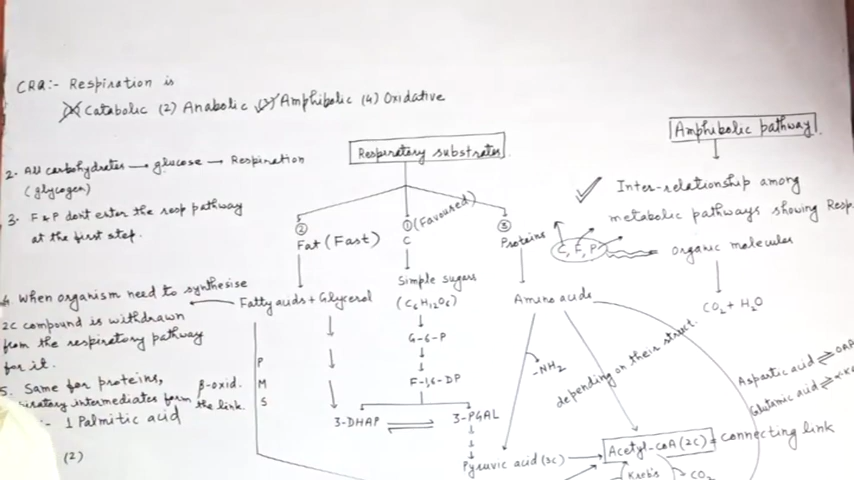 CRQ:- Respiration is
(1) Catabolic (2) Anabolic (3) Amphibolic (4) Oxidative
Amphibolic pathway
Respiratory substrates
2. All carbohydrates → glucose → Respiration
(glycogen)
3. F & P don't enter the resp pathway
at the first step.
Inter-relationship among
metabolic pathways showing Resp
C, F, P
organic molecules
CO2 + H2O
② Fat (Fast)
① (Favoured)
C
③ Proteins
Simple sugars
(C6H12O6)
Amino acids
Fatty acids + Glycerol
4. When organism need to synthesise
2C compound is withdrawn
from the respiratory pathway
for it.
G-6-P
F-1,6-DP
-NH2
depending on their struct.
Aspartic acid ⇌ OAA
Glutamic acid ⇌
5. Same for proteins,
respiratory intermediates form the link.
β-oxid.
P
M
S
1 Palmitic acid
(2)
3-DHAP ⇌ 3-PGAL
Pyruvic acid (3C) → Acetyl-CoA (2C) = connecting link
Kreb's
CO2